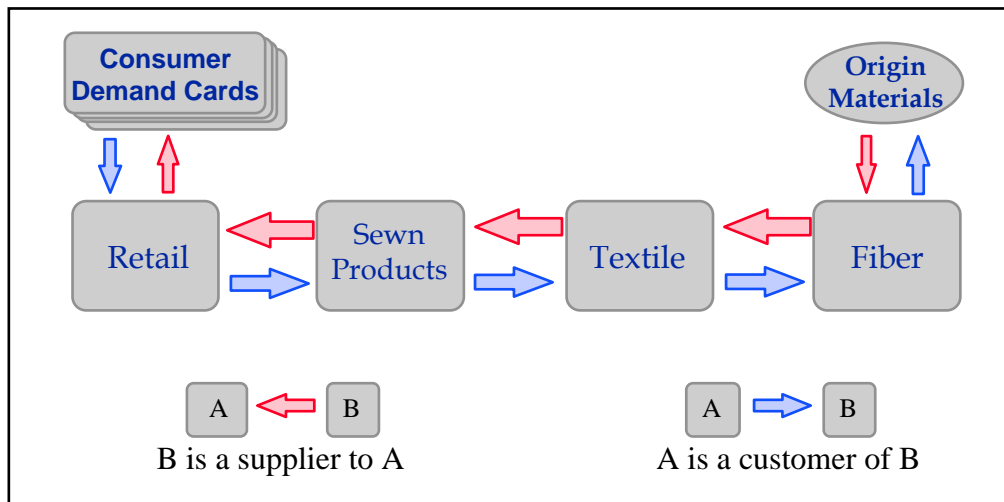 Consumer
Demand Cards
Origin
Materials
Retail
Sewn
Products
Textile
Fiber
A
B
A
B
B is a supplier to A
A is a customer of B